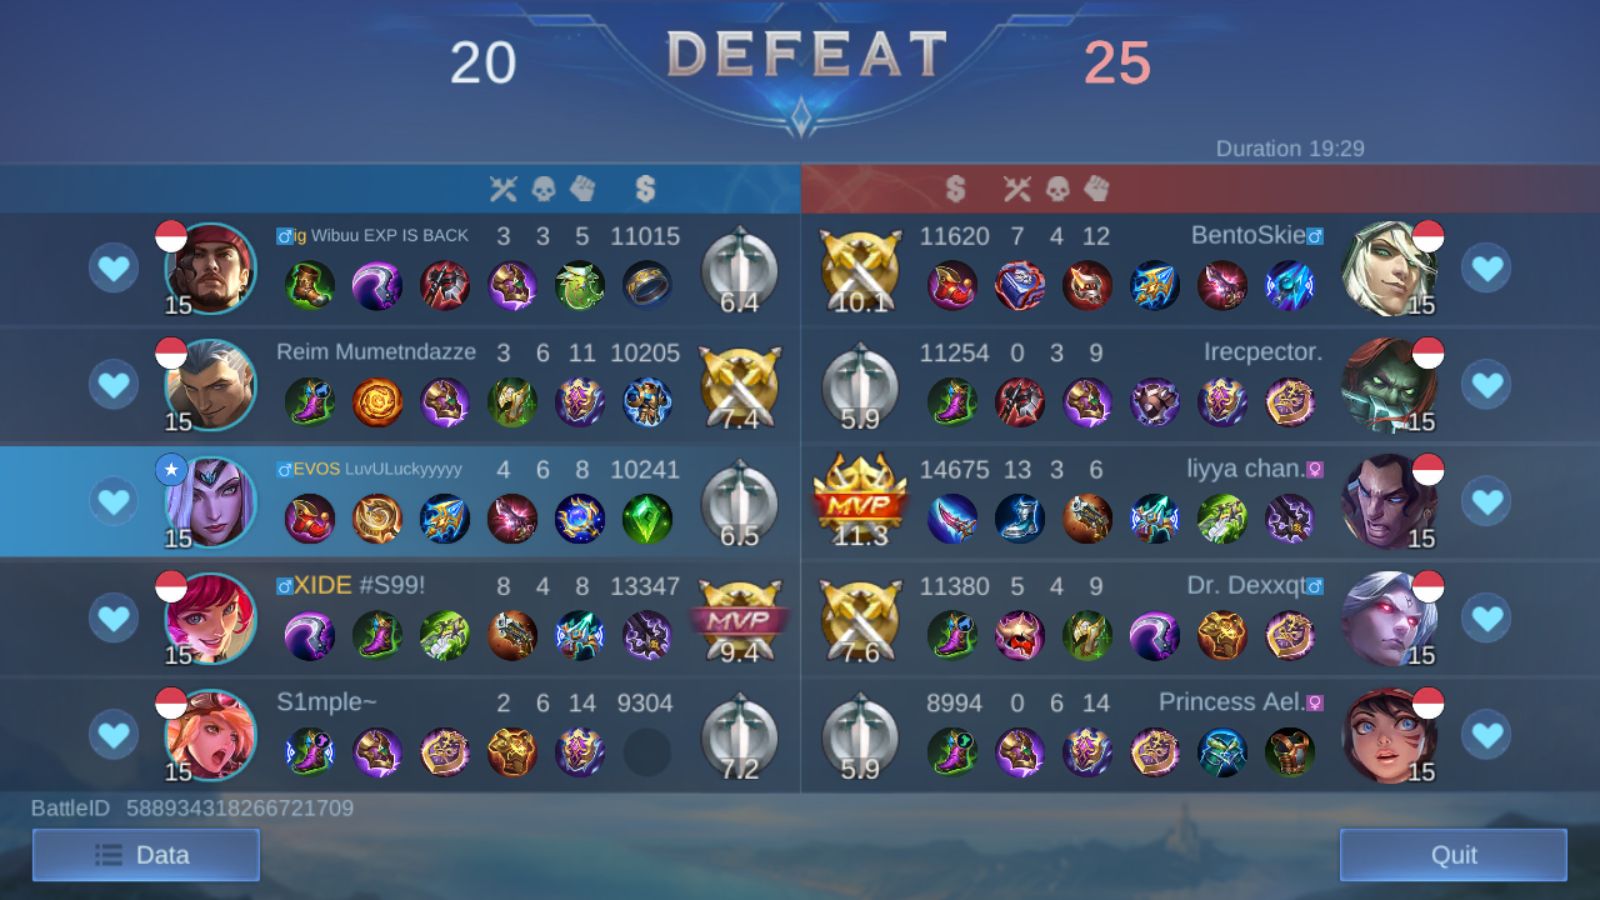 20 DEFEAT 25
Duration 19:29
ig Wibuu EXP IS BACK 3 3 5 11015
15 6.4
10.1 11620 7 4 12 BentoSkie
15
Reim Mumetndazze 3 6 11 10205
15 7.4
5.9 11254 0 3 9 Irecpector.
15
EVOS LuvULuckyyyyy 4 6 8 10241
15 6.5
MVP 11.3 14675 13 3 6 liyya chan.
15
XIDE #S99! 8 4 8 13347
15 MVP 9.4
7.6 11380 5 4 9 Dr. Dexxqt
15
S1mple~ 2 6 14 9304
15 7.2
5.9 8994 0 6 14 Princess Ael.
15
BattleID 588934318266721709
Data
Quit